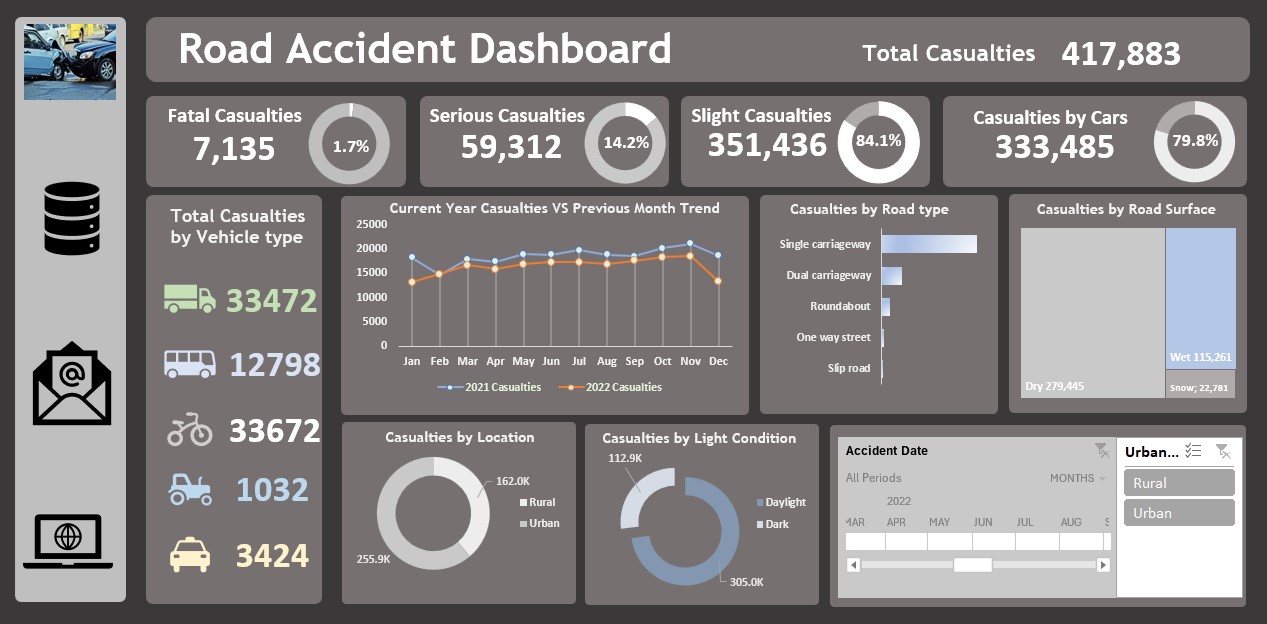 Road Accident Dashboard
Total Casualties 417,883
Fatal Casualties
7,135
1.7%
Serious Casualties
59,312
14.2%
Slight Casualties
351,436
84.1%
Casualties by Cars
333,485
79.8%
Total Casualties
by Vehicle type
33472
12798
33672
1032
3424
Current Year Casualties VS Previous Month Trend
25000
20000
15000
10000
5000
0
Jan Feb Mar Apr May Jun Jul Aug Sep Oct Nov Dec
2021 Casualties 2022 Casualties
Casualties by Road type
Single carriageway
Dual carriageway
Roundabout
One way street
Slip road
Casualties by Road Surface
Dry 279,445
Wet 115,261
Snow; 22,781
Casualties by Location
162.0K
Rural
Urban
255.9K
Casualties by Light Condition
112.9K
Daylight
Dark
305.0K
Accident Date
All Periods MONTHS
2022
MAR APR MAY JUN JUL AUG S
Urban...
Rural
Urban
@